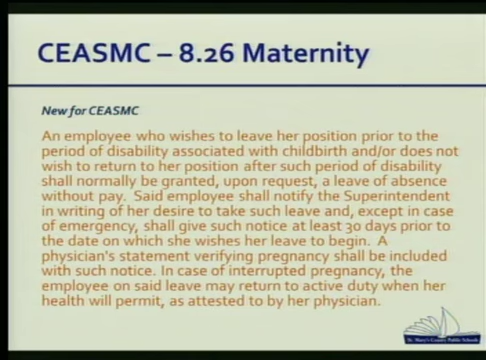 CEASMC – 8.26 Maternity
New for CEASMC
An employee who wishes to leave her position prior to the
period of disability associated with childbirth and/or does not
wish to return to her position after such period of disability
shall normally be granted, upon request, a leave of absence
without pay. Said employee shall notify the Superintendent
in writing of her desire to take such leave and, except in case
of emergency, shall give such notice at least 30 days prior to
the date on which she wishes her leave to begin. A
physician's statement verifying pregnancy shall be included
with such notice. In case of interrupted pregnancy, the
employee on said leave may return to active duty when her
health will permit, as attested to by her physician.
St. Mary's County Public Schools